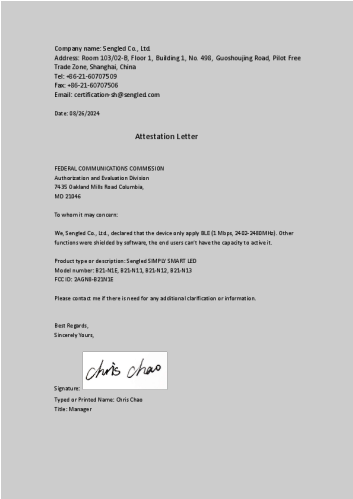 Company name: Sengled Co., Ltd.
Address: Room 103/02-B, Floor 1, Building 1, No. 498, Guoshoujing Road, Pilot Free
Trade Zone, Shanghai, China
Tel: +86-21-60707509
Fax: +86-21-60707506
Email: certification-sh@sengled.com
Date: 08/26/2024
Attestation Letter
FEDERAL COMMUNICATIONS COMMISSION
Authorization and Evaluation Division
7435 Oakland Mills Road Columbia,
MD 21046
To whom it may concern:
We, Sengled Co., Ltd., declared that the device only apply BLE (1 Mbps, 2402-2480MHz). Other
functions were shielded by software, the end users can't have the capacity to active it.
Product type or description: Sengled SIMPLY SMART LED
Model number: B21-N1E, B21-N11, B21-N12, B21-N13
FCC ID: 2AGN8-B21N1E
Please contact me if there is need for any additional clarification or information.
Best Regards,
Sincerely Yours,
Chris Chao
Signature:
Typed or Printed Name: Chris Chao
Title: Manager